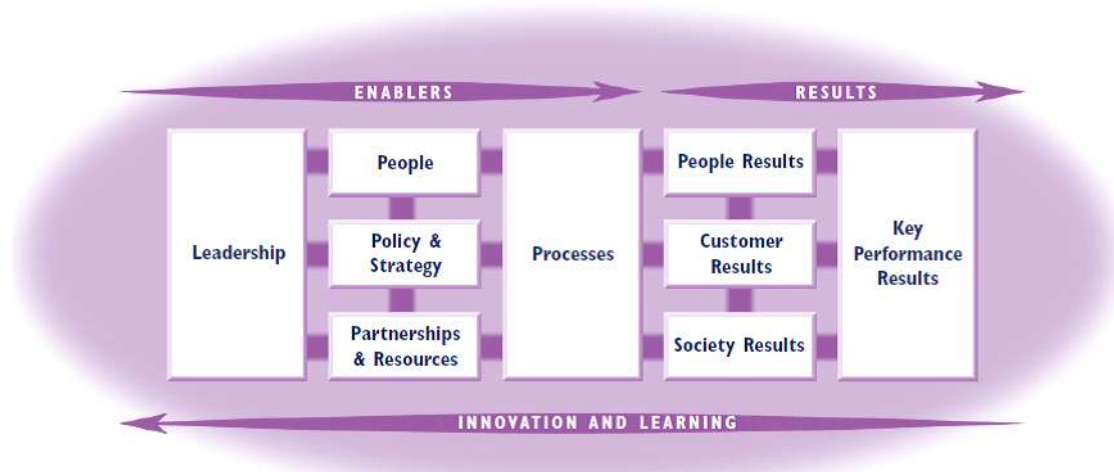 ENABLERS
RESULTS
Leadership
People
Policy &
Strategy
Partnerships
& Resources
Processes
People Results
Customer
Results
Society Results
Key
Performance
Results
INNOVATION AND LEARNING